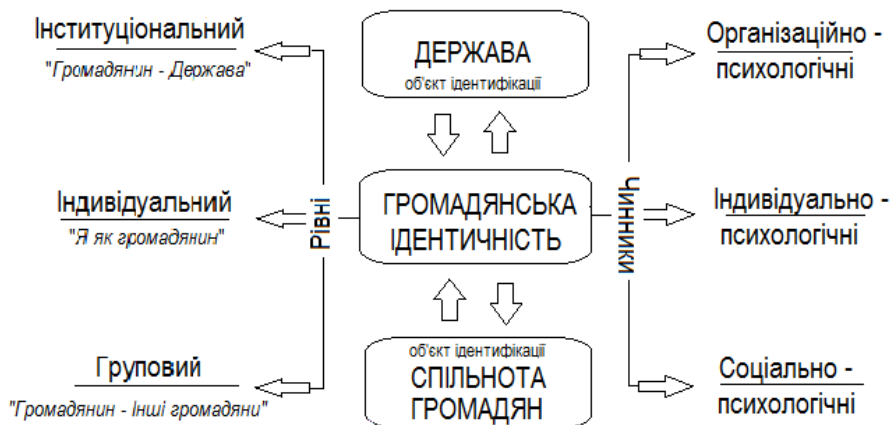 Інституціональний
"Громадянин - Держава"
ДЕРЖАВА
об'єкт ідентифікації
Організаційно -
психологічні
Індивідуальний
"Я як громадянин"
Рівні
ГРОМАДЯНСЬКА
ІДЕНТИЧНІСТЬ
Чинники
Індивідуально -
психологічні
Груповий
"Громадянин - Інші громадяни"
об'єкт ідентифікації
СПІЛЬНОТА
ГРОМАДЯН
Соціально -
психологічні